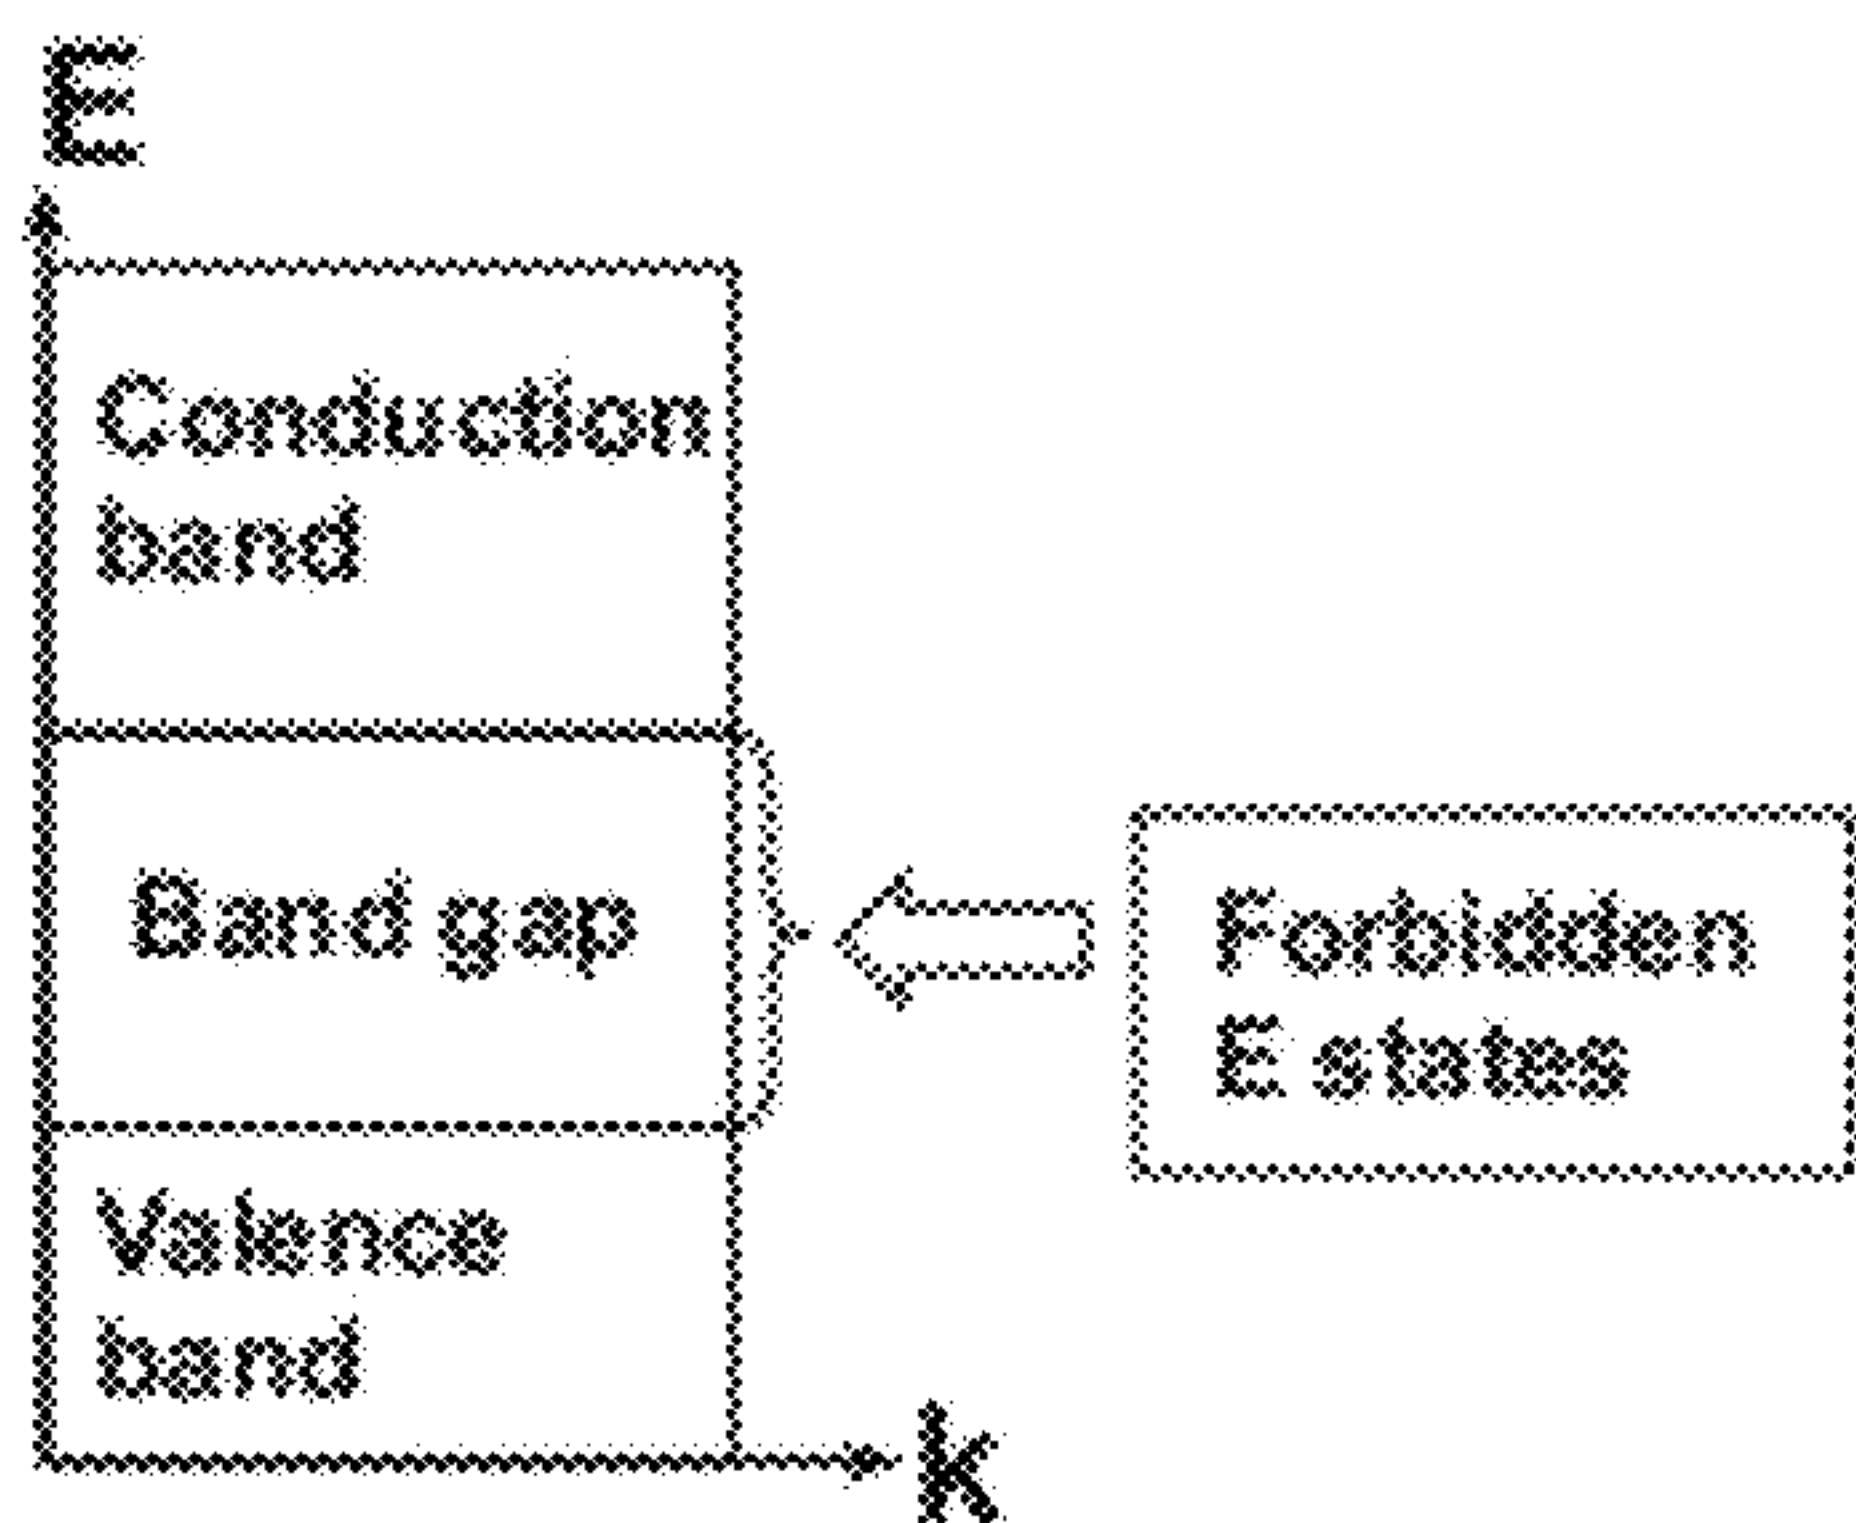 E
Conduction
band
Band gap
Forbidden
E states
Valence
band
k